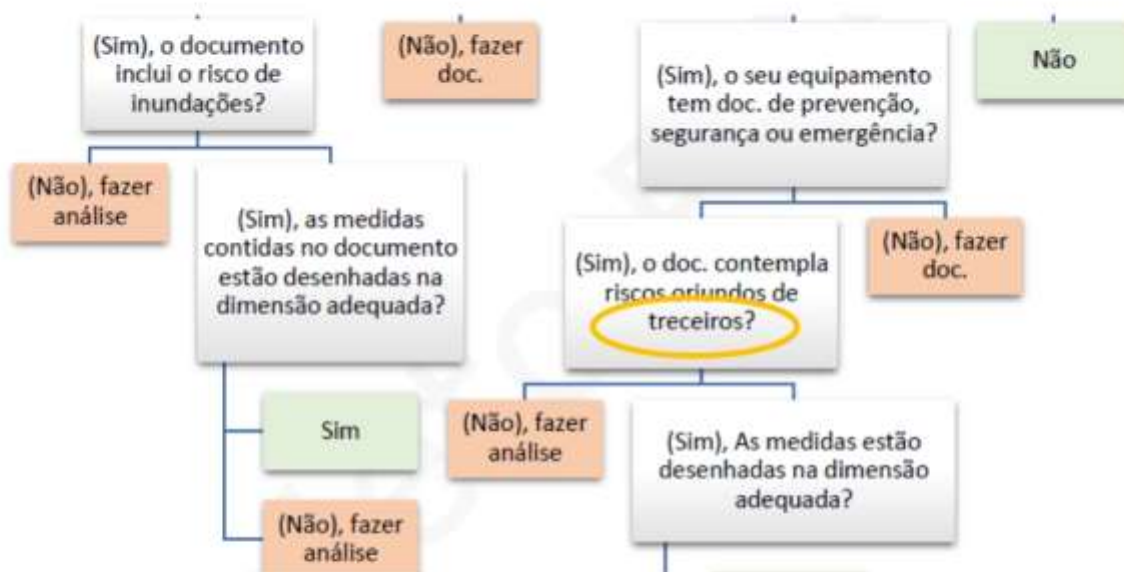 (Sim), o documento
inclui o risco de
inundações?
(Não), fazer
doc.
(Sim), o seu equipamento
tem doc. de prevenção,
segurança ou emergência?
Não
(Não), fazer
análise
(Sim), as medidas
contidas no documento
estão desenhadas na
dimensão adequada?
(Sim), o doc. contempla
riscos oriundos de
treceiros?
(Não), fazer
doc.
Sim
(Não), fazer
análise
(Não), fazer
análise
(Sim), As medidas estão
desenhadas na dimensão
adequada?